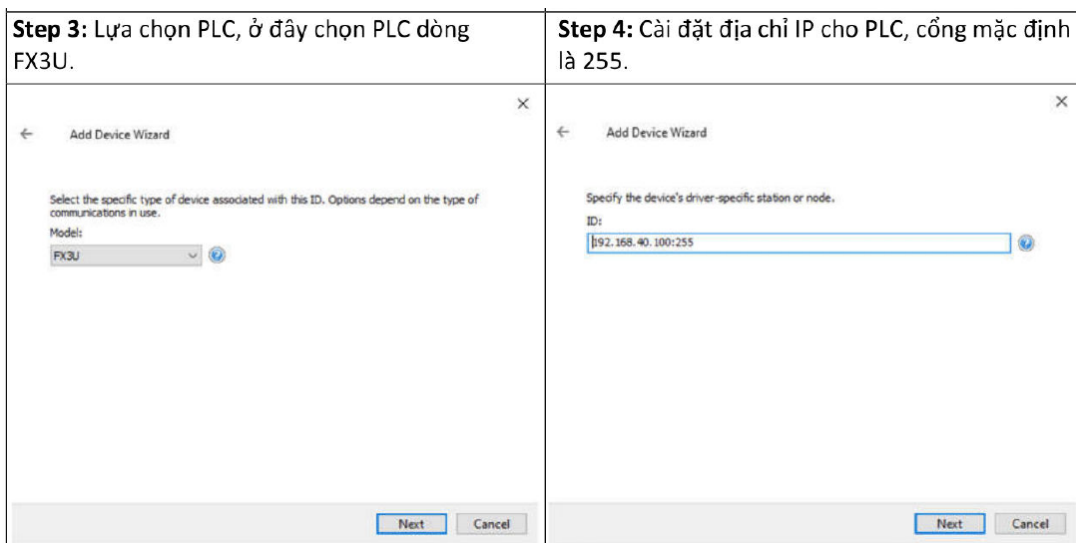 Step 3: Lựa chọn PLC, ở đây chọn PLC dòng
FX3U.
Step 4: Cài đặt địa chỉ IP cho PLC, cổng mặc định
là 255.
Add Device Wizard
Select the specific type of device associated with this ID. Options depend on the type of
communications in use.
Model:
FX3U
Next
Cancel
Add Device Wizard
Specify the device's driver-specific station or node.
ID:
192.168.40.100:255
Next
Cancel